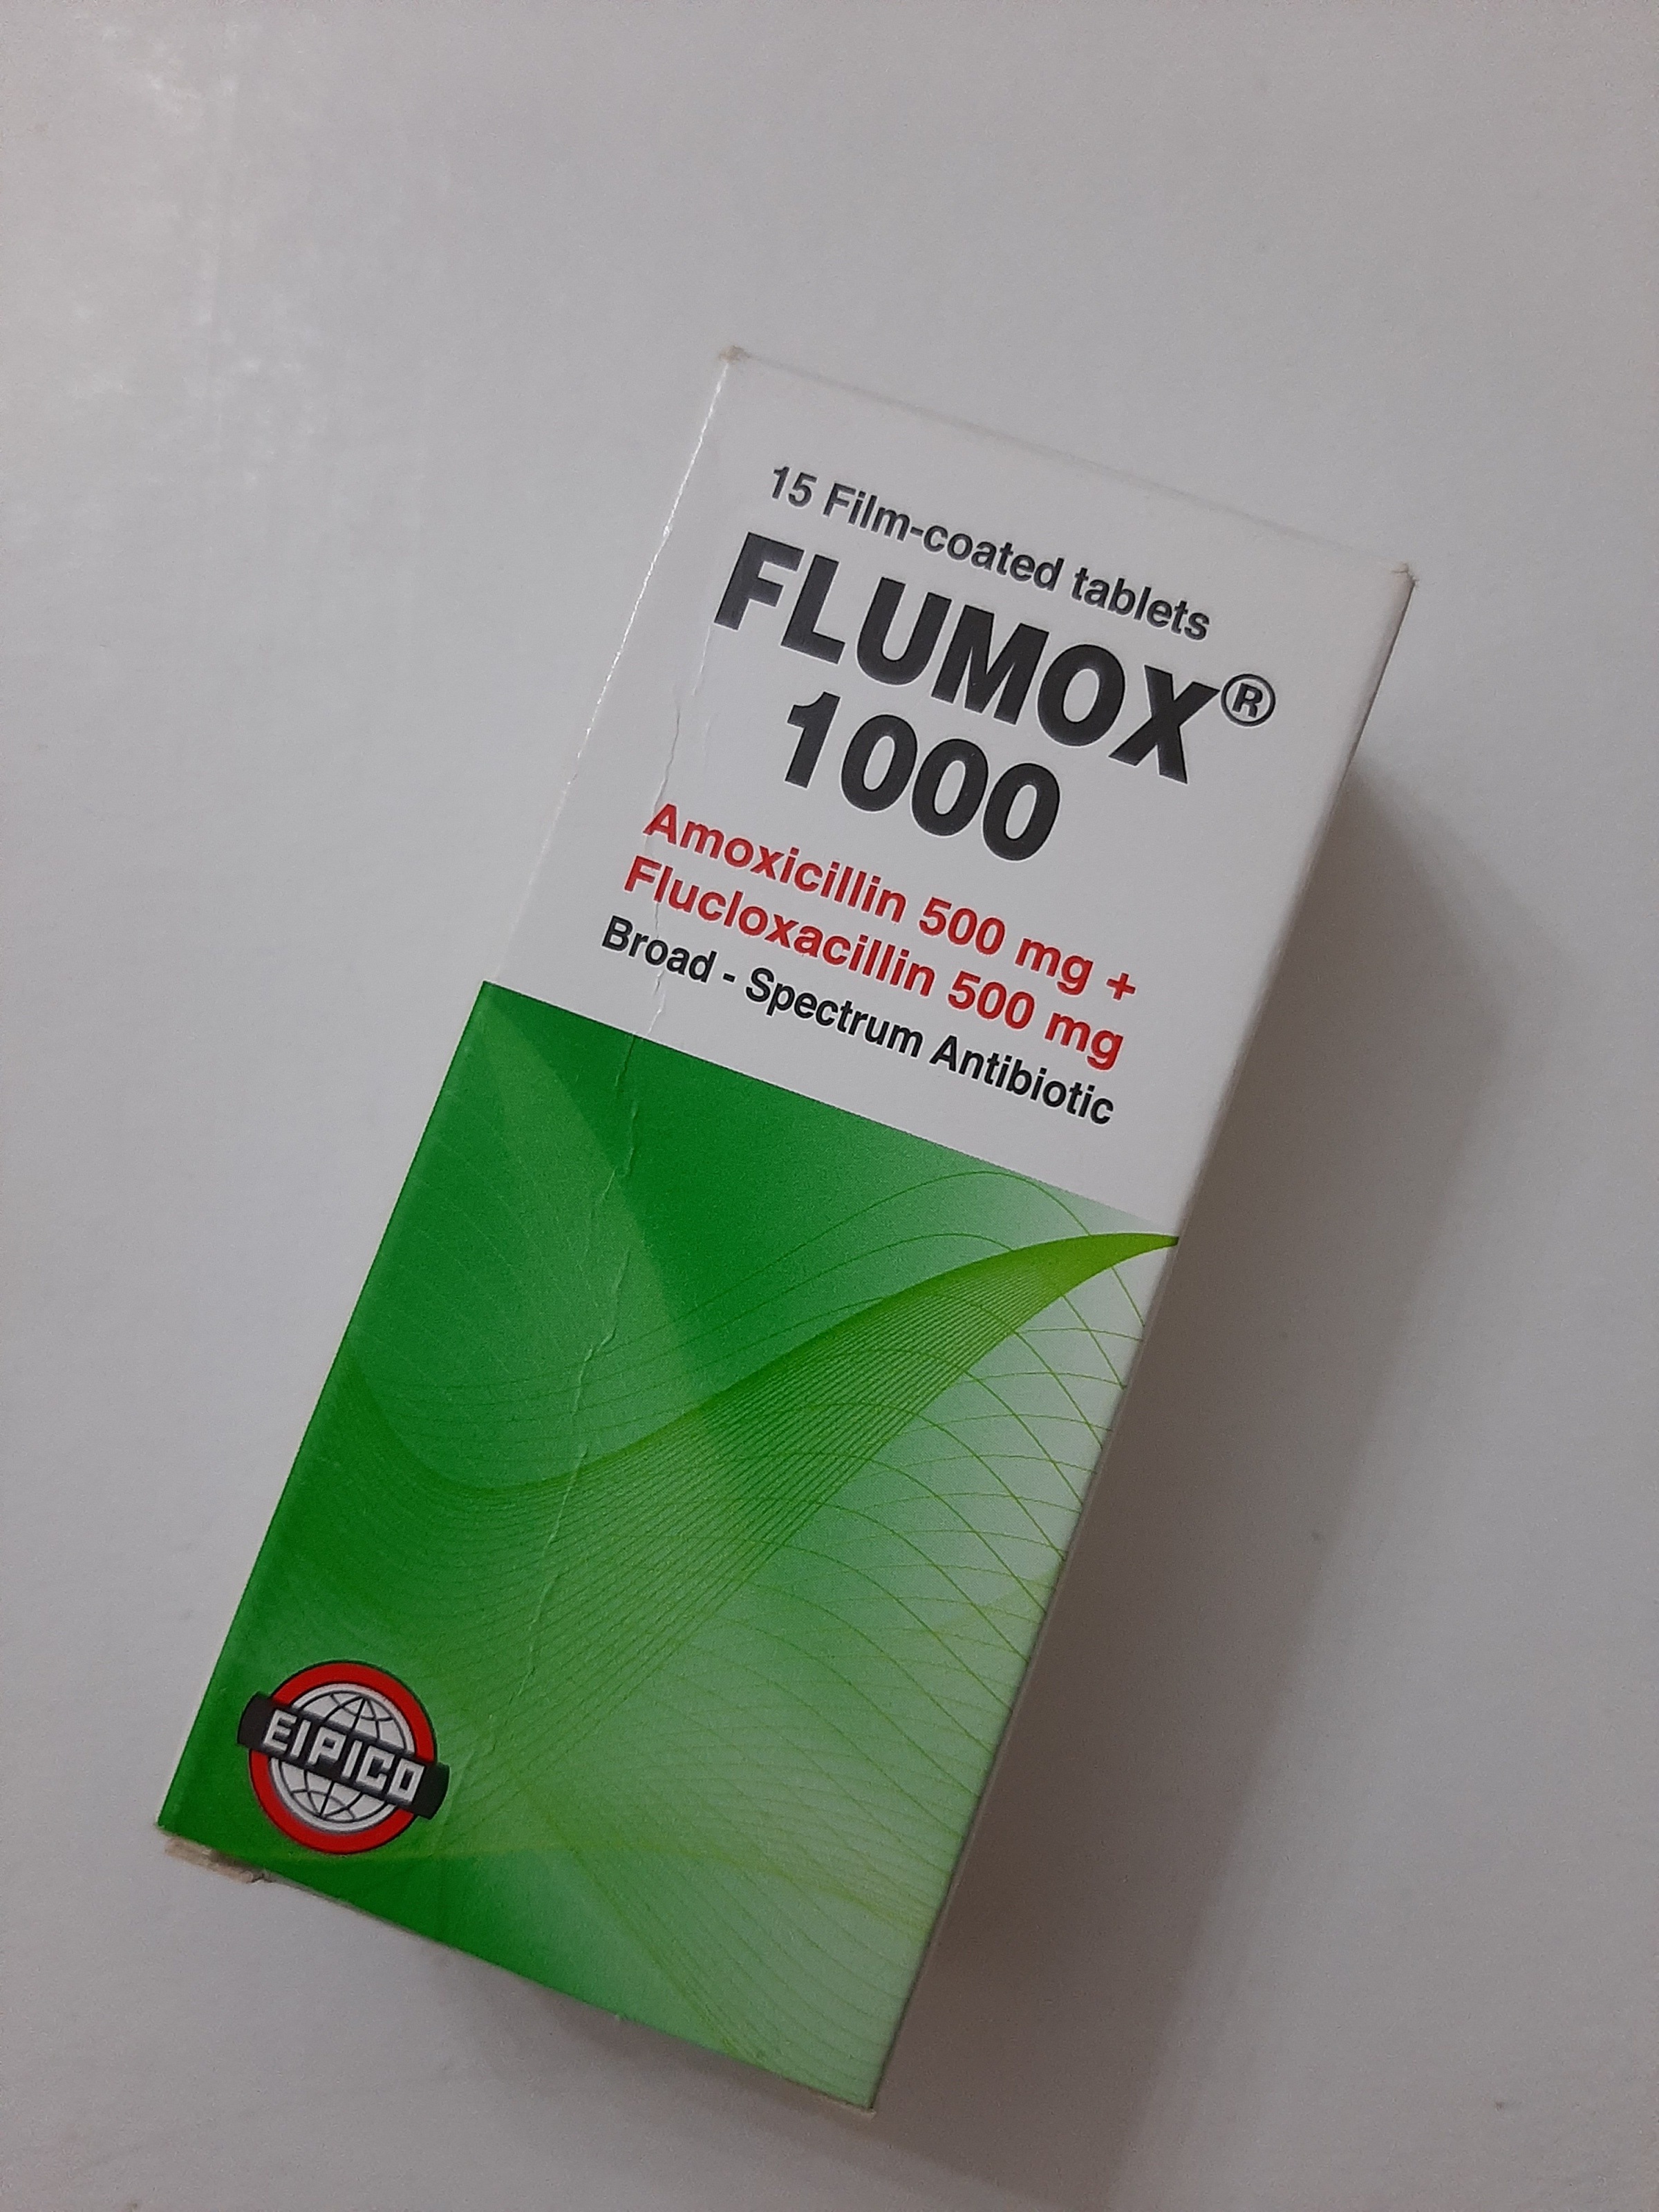 15 Film-coated tablets
FLUMOX®
1000
Amoxicillin 500 mg +
Flucloxacillin 500 mg
Broad - Spectrum Antibiotic
EIPICO